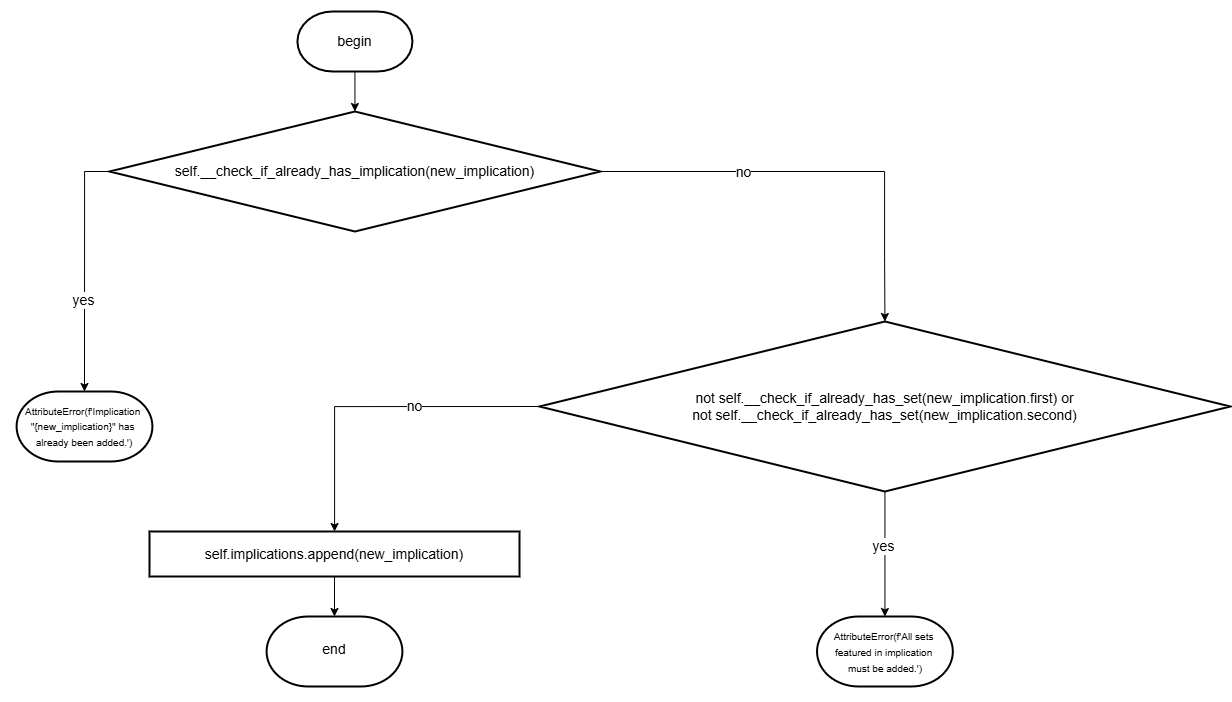 begin
self.__check_if_already_has_implication(new_implication)
no
yes
not self.__check_if_already_has_set(new_implication.first) or
not self.__check_if_already_has_set(new_implication.second)
no
AttributeError(f'Implication
"{new_implication}" has
already been added.')
self.implications.append(new_implication)
yes
end
AttributeError(f'All sets
featured in implication
must be added.')